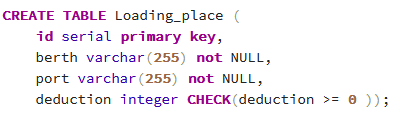 CREATE TABLE Loading_place (
    id serial primary key,
    berth varchar(255) not NULL,
    port varchar(255) not NULL,
    deduction integer CHECK(deduction >= 0 ));